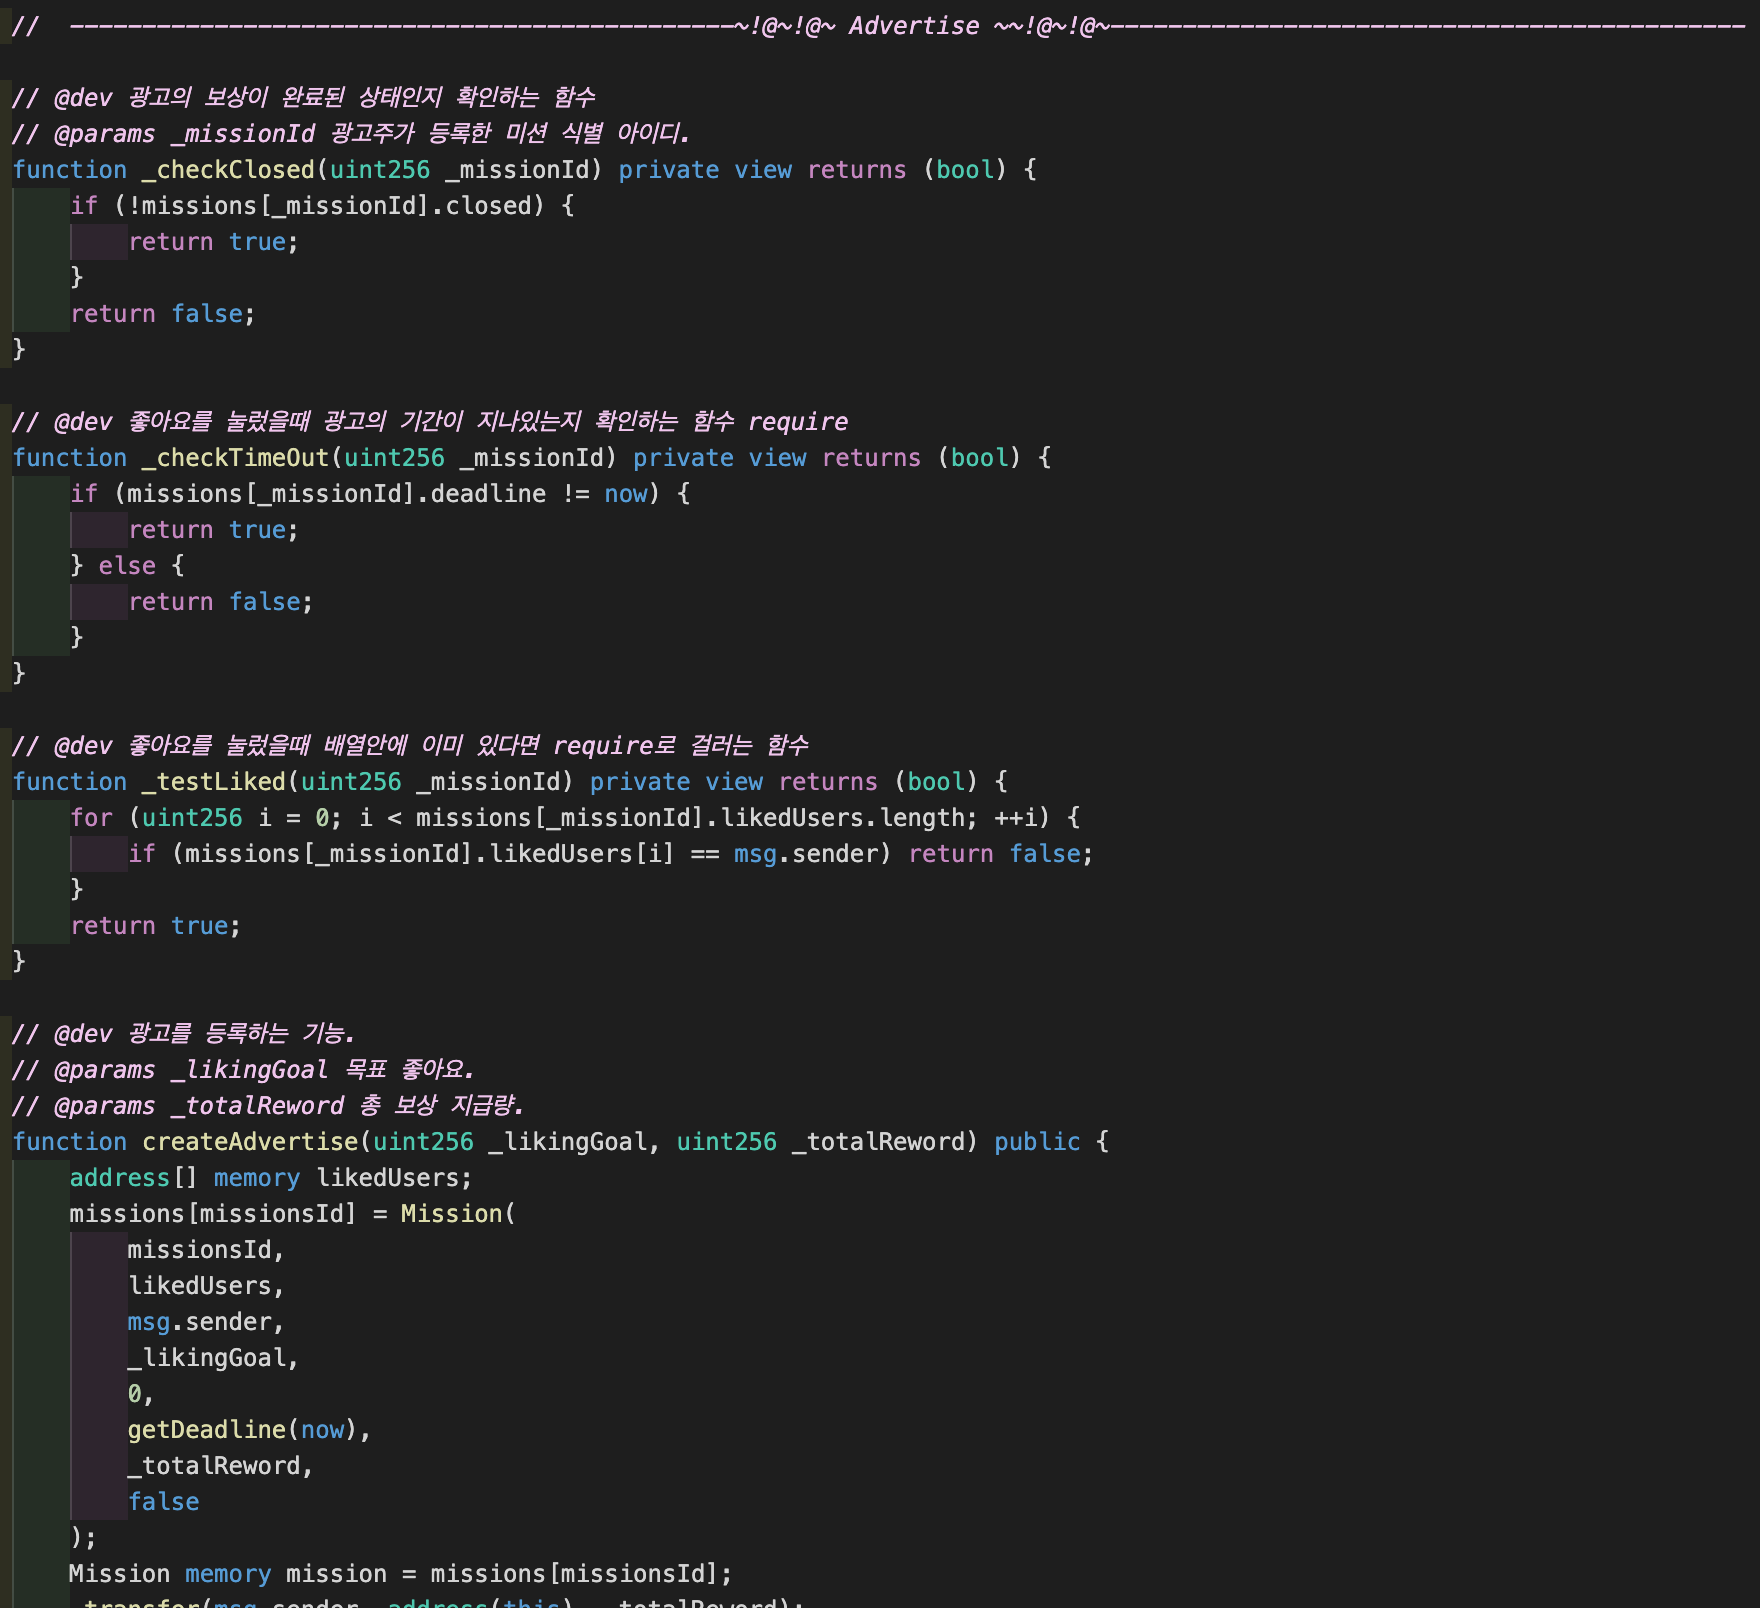 //  ----------------------------------------------~!@~!@~ Advertise ~~!@~!@~--------------------------------------------
// @dev 광고의 보상이 완료된 상태인지 확인하는 함수
// @params _missionId 광고주가 등록한 미션 식별 아이디.
function _checkClosed(uint256 _missionId) private view returns (bool) {
    if (!missions[_missionId].closed) {
        return true;
    }
    return false;
}
// @dev 좋아요를 눌렀을때 광고의 기간이 지나있는지 확인하는 함수 require
function _checkTimeOut(uint256 _missionId) private view returns (bool) {
    if (missions[_missionId].deadline != now) {
        return true;
    } else {
        return false;
    }
}
// @dev 좋아요를 눌렀을때 배열안에 이미 있다면 require로 걸러는 함수
function _testLiked(uint256 _missionId) private view returns (bool) {
    for (uint256 i = 0; i < missions[_missionId].likedUsers.length; ++i) {
        if (missions[_missionId].likedUsers[i] == msg.sender) return false;
    }
    return true;
}
// @dev 광고를 등록하는 기능.
// @params _likingGoal 목표 좋아요.
// @params _totalReword 총 보상 지급량.
function createAdvertise(uint256 _likingGoal, uint256 _totalReword) public {
    address[] memory likedUsers;
    missions[missionsId] = Mission(
        missionsId,
        likedUsers,
        msg.sender,
        _likingGoal,
        0,
        getDeadline(now),
        _totalReword,
        false
    );
    Mission memory mission = missions[missionsId];
    _transfer(msg.sender, address(this), _totalReword);